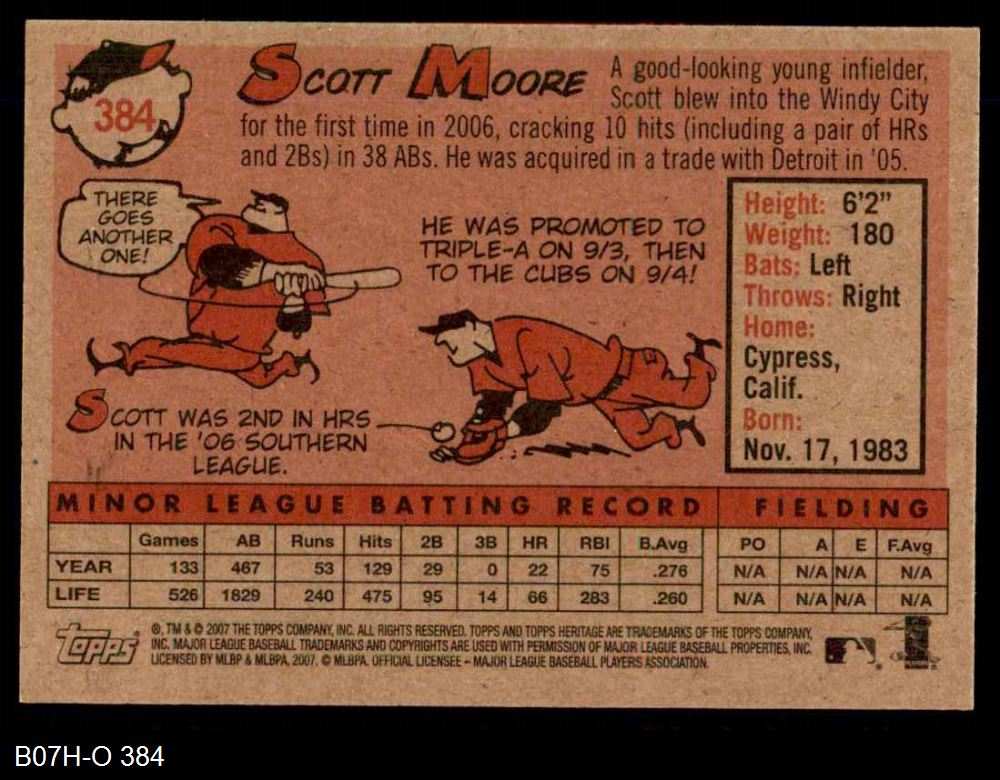 384
SCOTT MOORE
A good-looking young infielder,
Scott blew into the Windy City
for the first time in 2006, cracking 10 hits (including a pair of HRs
and 2Bs) in 38 ABs. He was acquired in a trade with Detroit in '05.
THERE
GOES
ANOTHER
ONE!
HE WAS PROMOTED TO
TRIPLE-A ON 9/3, THEN
TO THE CUBS ON 9/4!
SCOTT WAS 2ND IN HRS
IN THE '06 SOUTHERN
LEAGUE.
Height: 6'2"
Weight: 180
Bats: Left
Throws: Right
Home:
Cypress,
Calif.
Born:
Nov. 17, 1983
MINOR LEAGUE BATTING RECORD FIELDING
Games AB Runs Hits 2B 3B HR RBI B.Avg PO A E F.Avg
YEAR 133 467 53 129 29 0 22 75 .276 N/A N/A N/A N/A
LIFE 526 1829 240 475 95 14 66 283 .260 N/A N/A N/A N/A
Topps
®, TM & © 2007 THE TOPPS COMPANY, INC. ALL RIGHTS RESERVED. TOPPS AND TOPPS HERITAGE ARE TRADEMARKS OF THE TOPPS COMPANY,
INC. MAJOR LEAGUE BASEBALL TRADEMARKS AND COPYRIGHTS ARE USED WITH PERMISSION OF MAJOR LEAGUE BASEBALL PROPERTIES, INC.
LICENSED BY MLBP & MLBPA, 2007. © MLBPA. OFFICIAL LICENSEE - MAJOR LEAGUE BASEBALL PLAYERS ASSOCIATION.
B07H-O 384